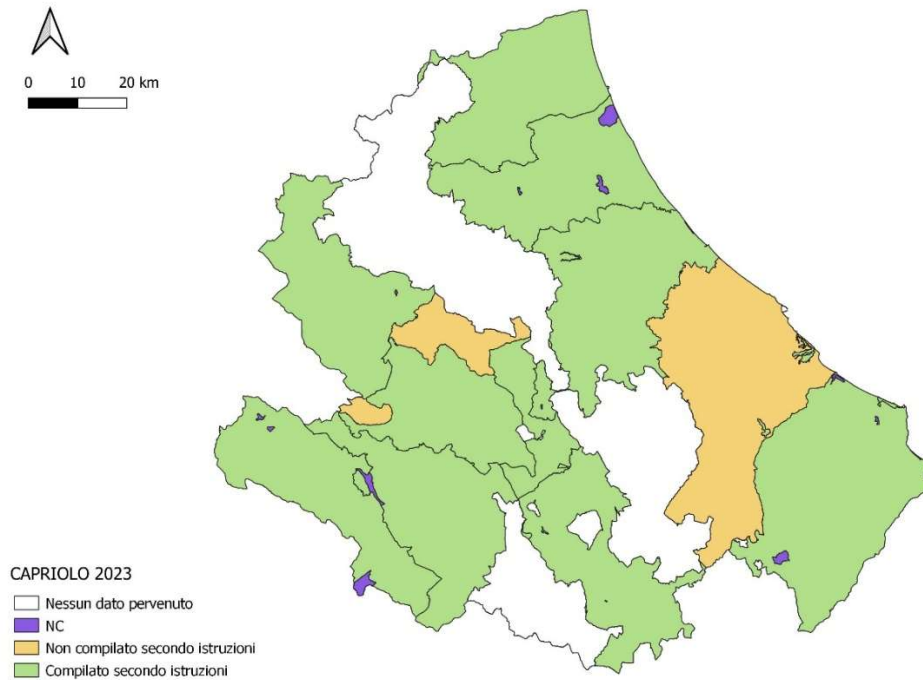 0 10 20 km
CAPRIOLO 2023
Nessun dato pervenuto
NC
Non compilato secondo istruzioni
Compilato secondo istruzioni